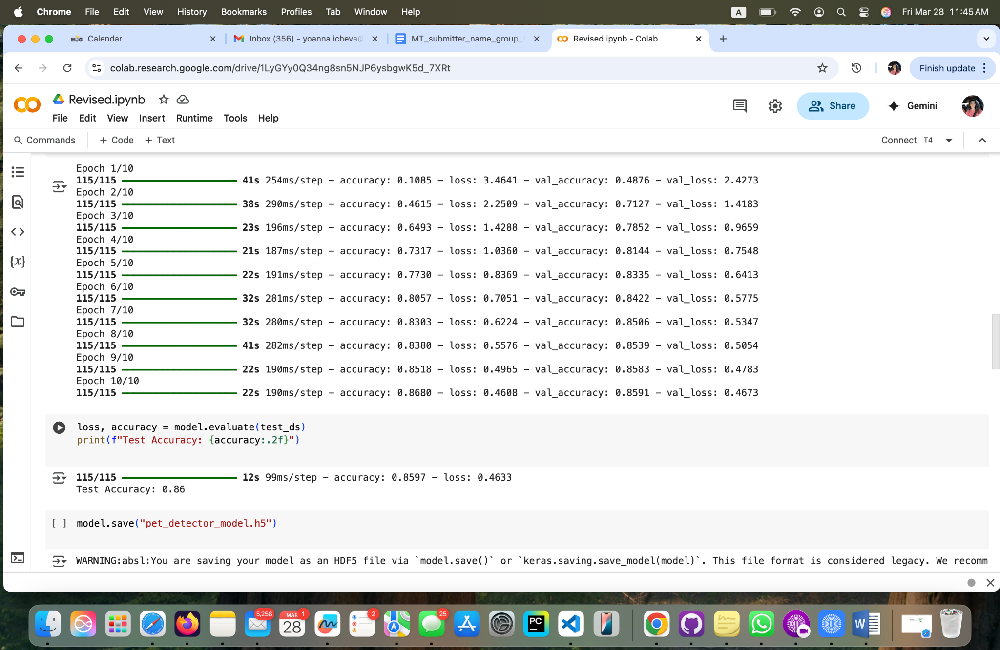 Chrome File Edit View History Bookmarks Profiles Tab Window Help A Fri Mar 28 11:45 AM
Calendar Inbox (356) - yoanna.icheva@ MT_submitter_name_group_ Revised.ipynb - Colab
colab.research.google.com/drive/1LyGYy0Q34ng8sn5NJP6ysbgwK5d_7XRt Finish update
CO Revised.ipynb
File Edit View Insert Runtime Tools Help Share Gemini
Commands + Code + Text Connect T4
Epoch 1/10
115/115 41s 254ms/step - accuracy: 0.1085 - loss: 3.4641 - val_accuracy: 0.4876 - val_loss: 2.4273
Epoch 2/10
115/115 38s 290ms/step - accuracy: 0.4615 - loss: 2.2509 - val_accuracy: 0.7127 - val_loss: 1.4183
Epoch 3/10
115/115 23s 196ms/step - accuracy: 0.6493 - loss: 1.4288 - val_accuracy: 0.7852 - val_loss: 0.9659
Epoch 4/10
115/115 21s 187ms/step - accuracy: 0.7317 - loss: 1.0360 - val_accuracy: 0.8144 - val_loss: 0.7548
Epoch 5/10
115/115 22s 191ms/step - accuracy: 0.7730 - loss: 0.8369 - val_accuracy: 0.8335 - val_loss: 0.6413
Epoch 6/10
115/115 32s 281ms/step - accuracy: 0.8057 - loss: 0.7051 - val_accuracy: 0.8422 - val_loss: 0.5775
Epoch 7/10
115/115 32s 280ms/step - accuracy: 0.8303 - loss: 0.6224 - val_accuracy: 0.8506 - val_loss: 0.5347
Epoch 8/10
115/115 41s 282ms/step - accuracy: 0.8380 - loss: 0.5576 - val_accuracy: 0.8539 - val_loss: 0.5054
Epoch 9/10
115/115 22s 190ms/step - accuracy: 0.8518 - loss: 0.4965 - val_accuracy: 0.8583 - val_loss: 0.4783
Epoch 10/10
115/115 22s 190ms/step - accuracy: 0.8680 - loss: 0.4608 - val_accuracy: 0.8591 - val_loss: 0.4673
loss, accuracy = model.evaluate(test_ds)
print(f"Test Accuracy: {accuracy:.2f}")
115/115 12s 99ms/step - accuracy: 0.8597 - loss: 0.4633
Test Accuracy: 0.86
[ ] model.save("pet_detector_model.h5")
WARNING:absl:You are saving your model as an HDF5 file via `model.save()` or `keras.saving.save_model(model)`. This file format is considered legacy. We recomm
5,258 MAR 1 28 2 25 PC W